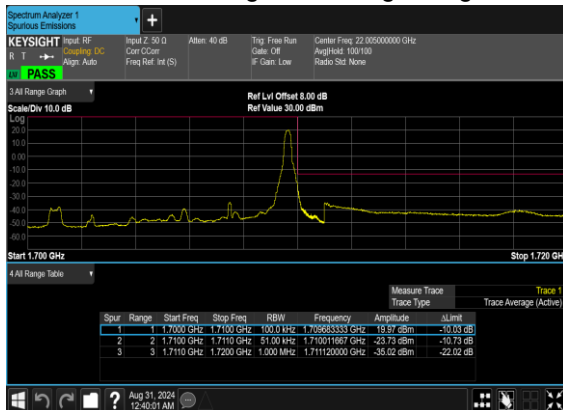 Spectrum Analyzer 1
Spurious Emissions
KEYSIGHT Input: RF Input Z: 50 Ω Atten: 40 dB Trig: Free Run Center Freq: 22.005000000 GHz
R T Coupling: DC Corr CCorr Gate: Off Avg|Hold: 100/100
Align: Auto Freq Ref: Int (S) IF Gain: Low Radio Std: None
PASS
3 All Range Graph
Ref Lvl Offset 8.00 dB
Scale/Div 10.0 dB Ref Value 30.00 dBm
Log
20.0
10.0
0.00
-10.0
-20.0
-30.0
-40.0
-50.0
-60.0
Start 1.700 GHz Stop 1.720 GH
4 All Range Table
Measure Trace Trace 1
Trace Type Trace Average (Active)
Spur Range Start Freq Stop Freq RBW Frequency Amplitude ΔLimit
1 1 1.7000 GHz 1.7100 GHz 100.0 kHz 1.709683333 GHz 19.97 dBm -10.03 dB
2 2 1.7100 GHz 1.7110 GHz 51.00 kHz 1.710011667 GHz -23.73 dBm -10.73 dB
3 3 1.7110 GHz 1.7200 GHz 1.000 MHz 1.711120000 GHz -35.02 dBm -22.02 dB
Aug 31, 2024
12:40:01 AM